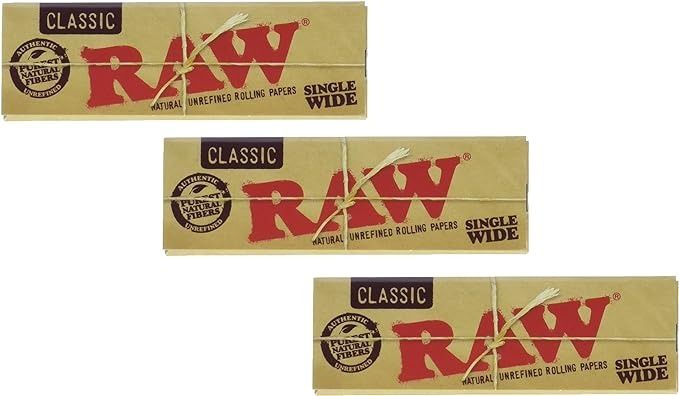 CLASSIC
RAW®
AUTHENTIC
PUREST
NATURAL
FIBERS
UNREFINED
NATURAL UNREFINED ROLLING PAPERS
SINGLE
WIDE
CLASSIC
RAW®
AUTHENTIC
PUREST
NATURAL
FIBERS
UNREFINED
NATURAL UNREFINED ROLLING PAPERS
SINGLE
WIDE
CLASSIC
RAW®
AUTHENTIC
PUREST
NATURAL
FIBERS
UNREFINED
NATURAL UNREFINED ROLLING PAPERS
SINGLE
WIDE